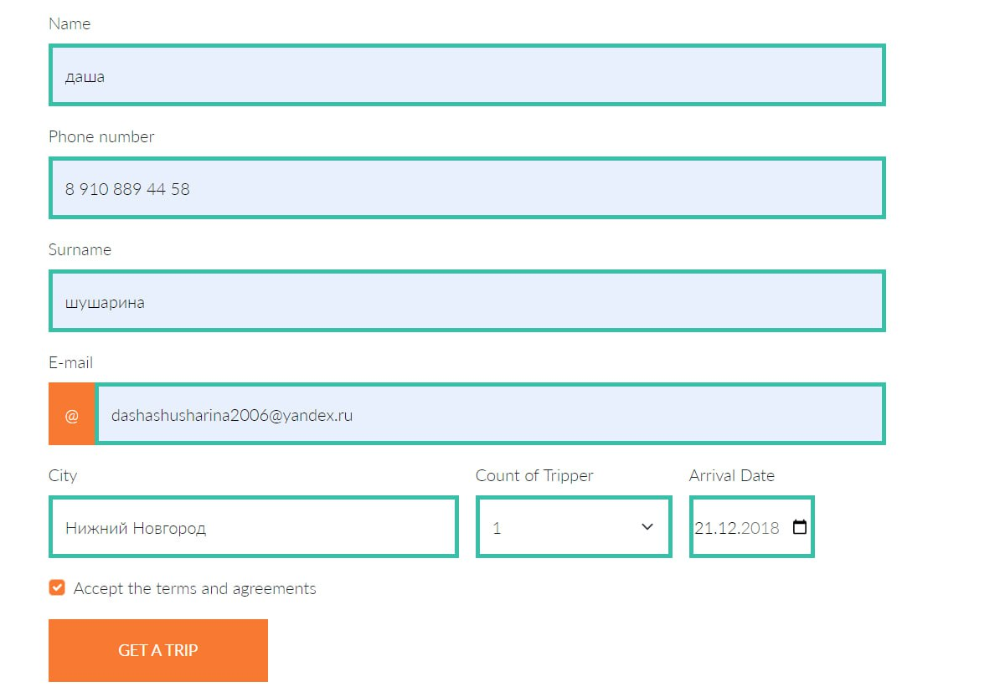 Name
даша
Phone number
8 910 889 44 58
Surname
шушарина
E-mail
@ dashashusharina2006@yandex.ru
City Count of Tripper Arrival Date
Нижний Новгород 1 21.12.2018
Accept the terms and agreements
GET A TRIP